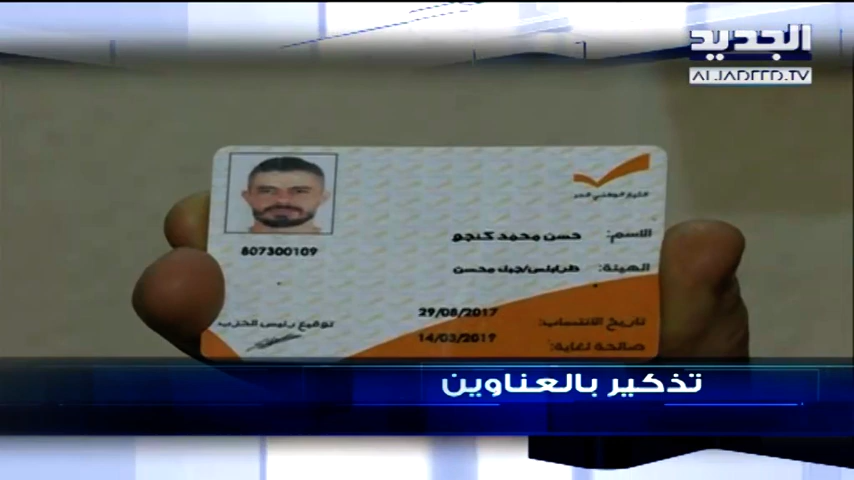 الجديد
ALJADEED.TV
التيار الوطني الحر
الاسم: حسن محمد كنجو
807300109
الهيئة: طرابلس/جبل محسن
تاريخ الانتساب: 29/08/2017
توقيع رئيس الحزب
صالحة لغاية: 14/03/2019
تذكير بالعناوين